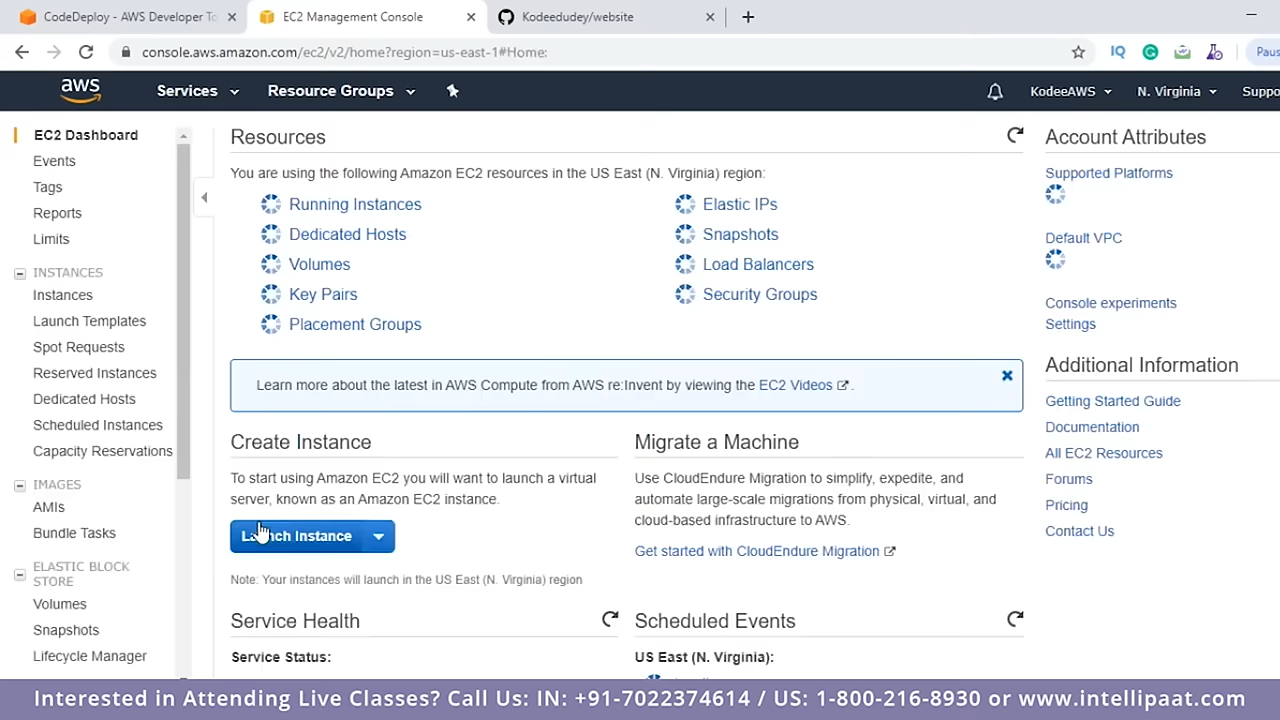 CodeDeploy - AWS Developer To
EC2 Management Console
Kodeedudey/website
console.aws.amazon.com/ec2/v2/home?region=us-east-1#Home:
IQ
Paus
aws
Services
Resource Groups
KodeeAWS
N. Virginia
Suppo
EC2 Dashboard
Events
Tags
Reports
Limits
INSTANCES
Instances
Launch Templates
Spot Requests
Reserved Instances
Dedicated Hosts
Scheduled Instances
Capacity Reservations
IMAGES
AMIs
Bundle Tasks
ELASTIC BLOCK
STORE
Volumes
Snapshots
Lifecycle Manager
Resources
You are using the following Amazon EC2 resources in the US East (N. Virginia) region:
Running Instances
Elastic IPs
Dedicated Hosts
Snapshots
Volumes
Load Balancers
Key Pairs
Security Groups
Placement Groups
Learn more about the latest in AWS Compute from AWS re:Invent by viewing the EC2 Videos .
Create Instance
To start using Amazon EC2 you will want to launch a virtual
server, known as an Amazon EC2 instance.
Launch Instance
Note: Your instances will launch in the US East (N. Virginia) region
Migrate a Machine
Use CloudEndure Migration to simplify, expedite, and
automate large-scale migrations from physical, virtual, and
cloud-based infrastructure to AWS.
Get started with CloudEndure Migration
Service Health
Service Status:
Scheduled Events
US East (N. Virginia):
Account Attributes
Supported Platforms
Default VPC
Console experiments
Settings
Additional Information
Getting Started Guide
Documentation
All EC2 Resources
Forums
Pricing
Contact Us
Interested in Attending Live Classes? Call Us: IN: +91-7022374614 / US: 1-800-216-8930 or www.intellipaat.com